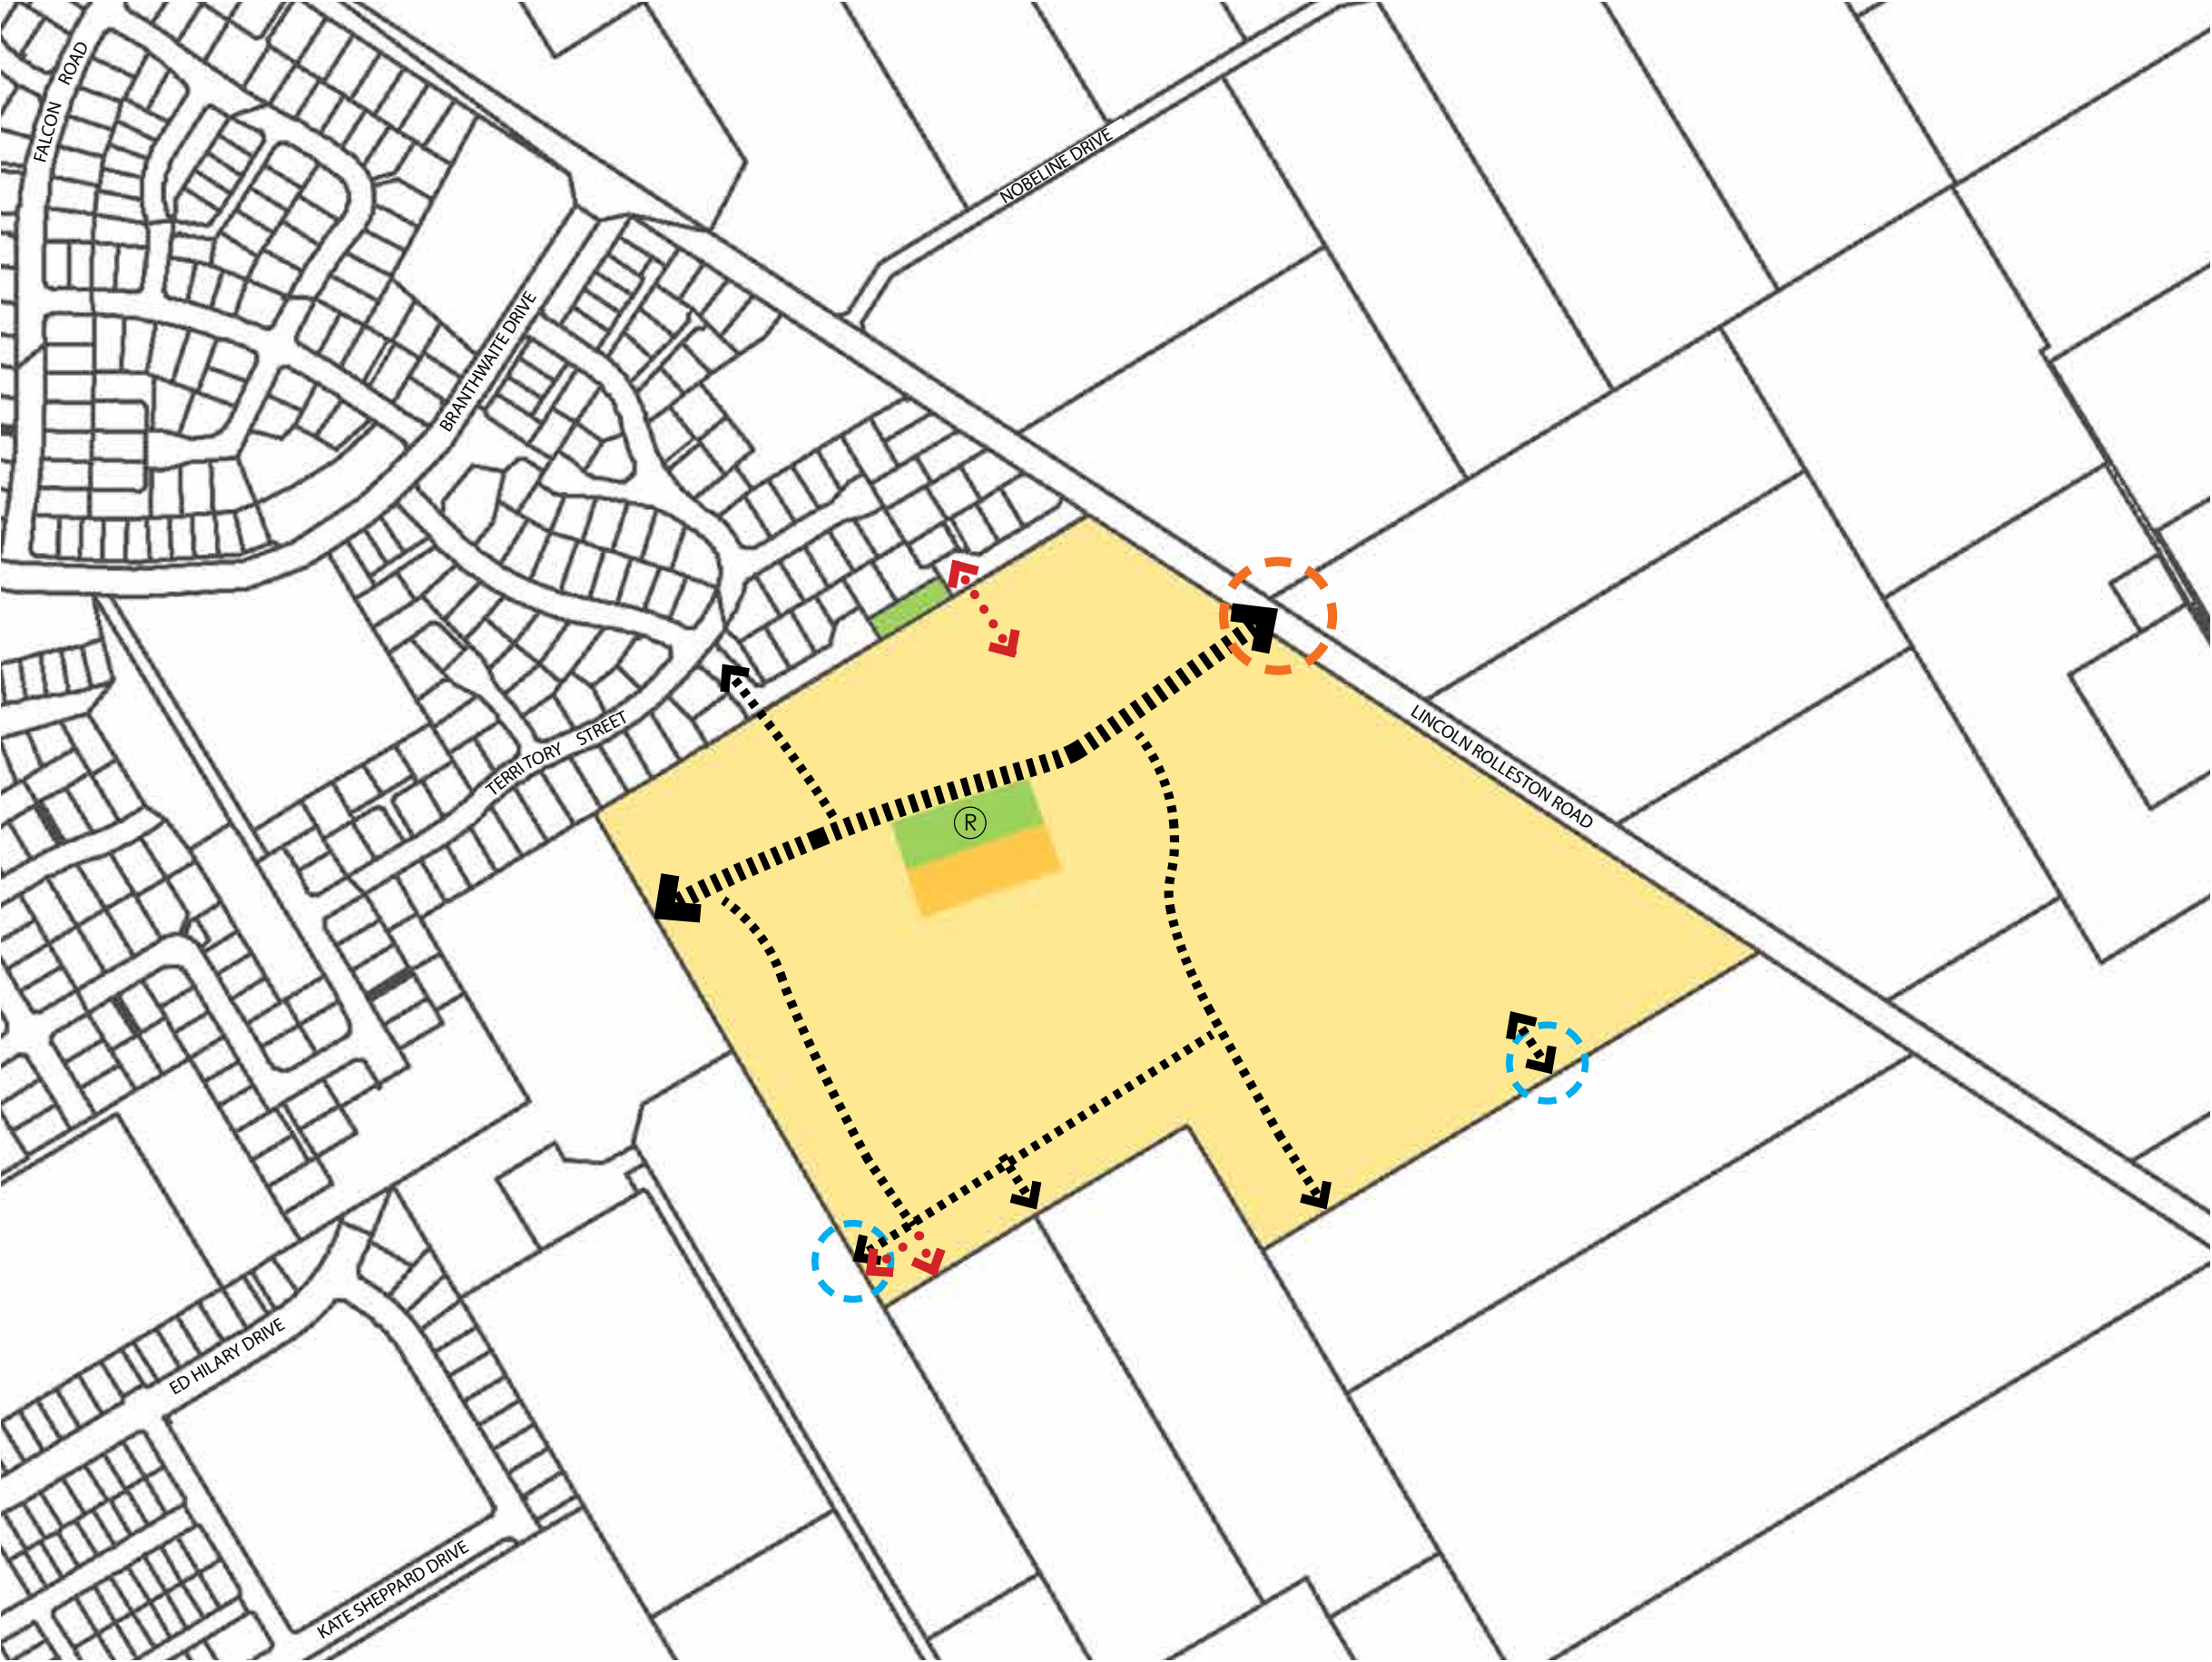 FALCON ROAD
NOBELINE DRIVE
BRANTHWAITE DRIVE
TERRITORY STREET
LINCOLN ROLLESTON ROAD
R
ED HILARY DRIVE
KATE SHEPPARD DRIVE